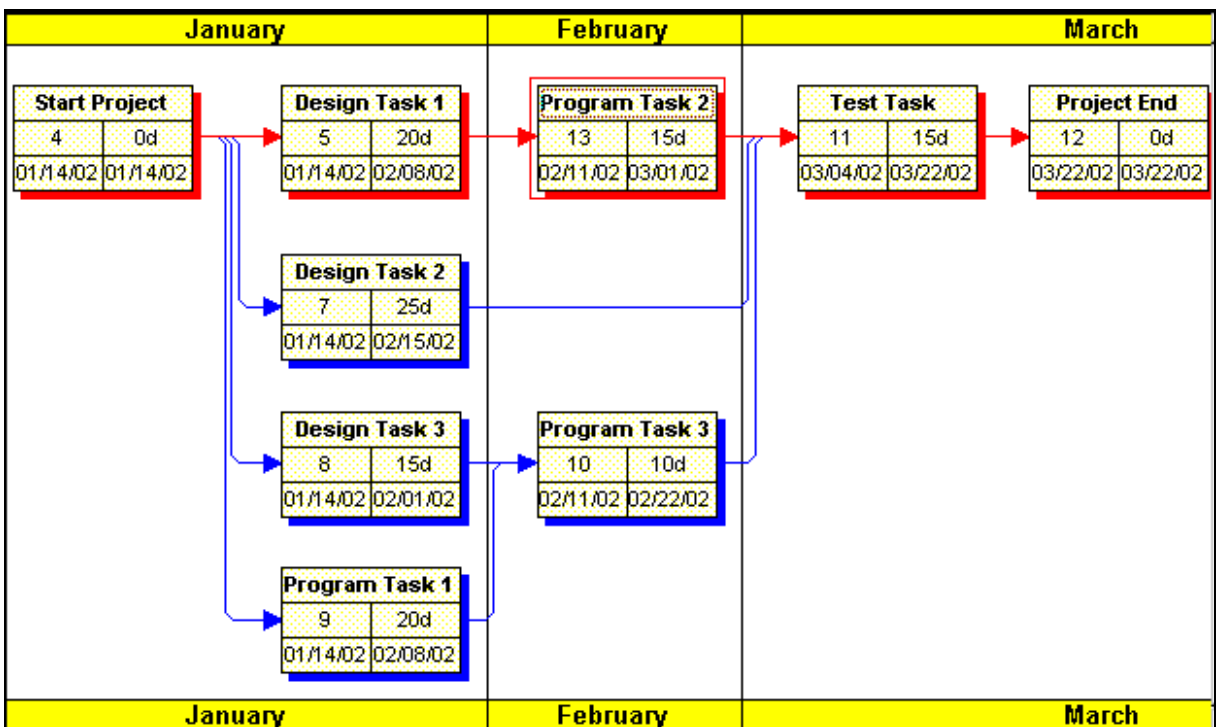 January February March
Start Project
4 0d
01/14/02 01/14/02
Design Task 1
5 20d
01/14/02 02/08/02
Program Task 2
13 15d
02/11/02 03/01/02
Test Task
11 15d
03/04/02 03/22/02
Project End
12 0d
03/22/02 03/22/02
Design Task 2
7 25d
01/14/02 02/15/02
Design Task 3
8 15d
01/14/02 02/01/02
Program Task 3
10 10d
02/11/02 02/22/02
Program Task 1
9 20d
01/14/02 02/08/02
January February March